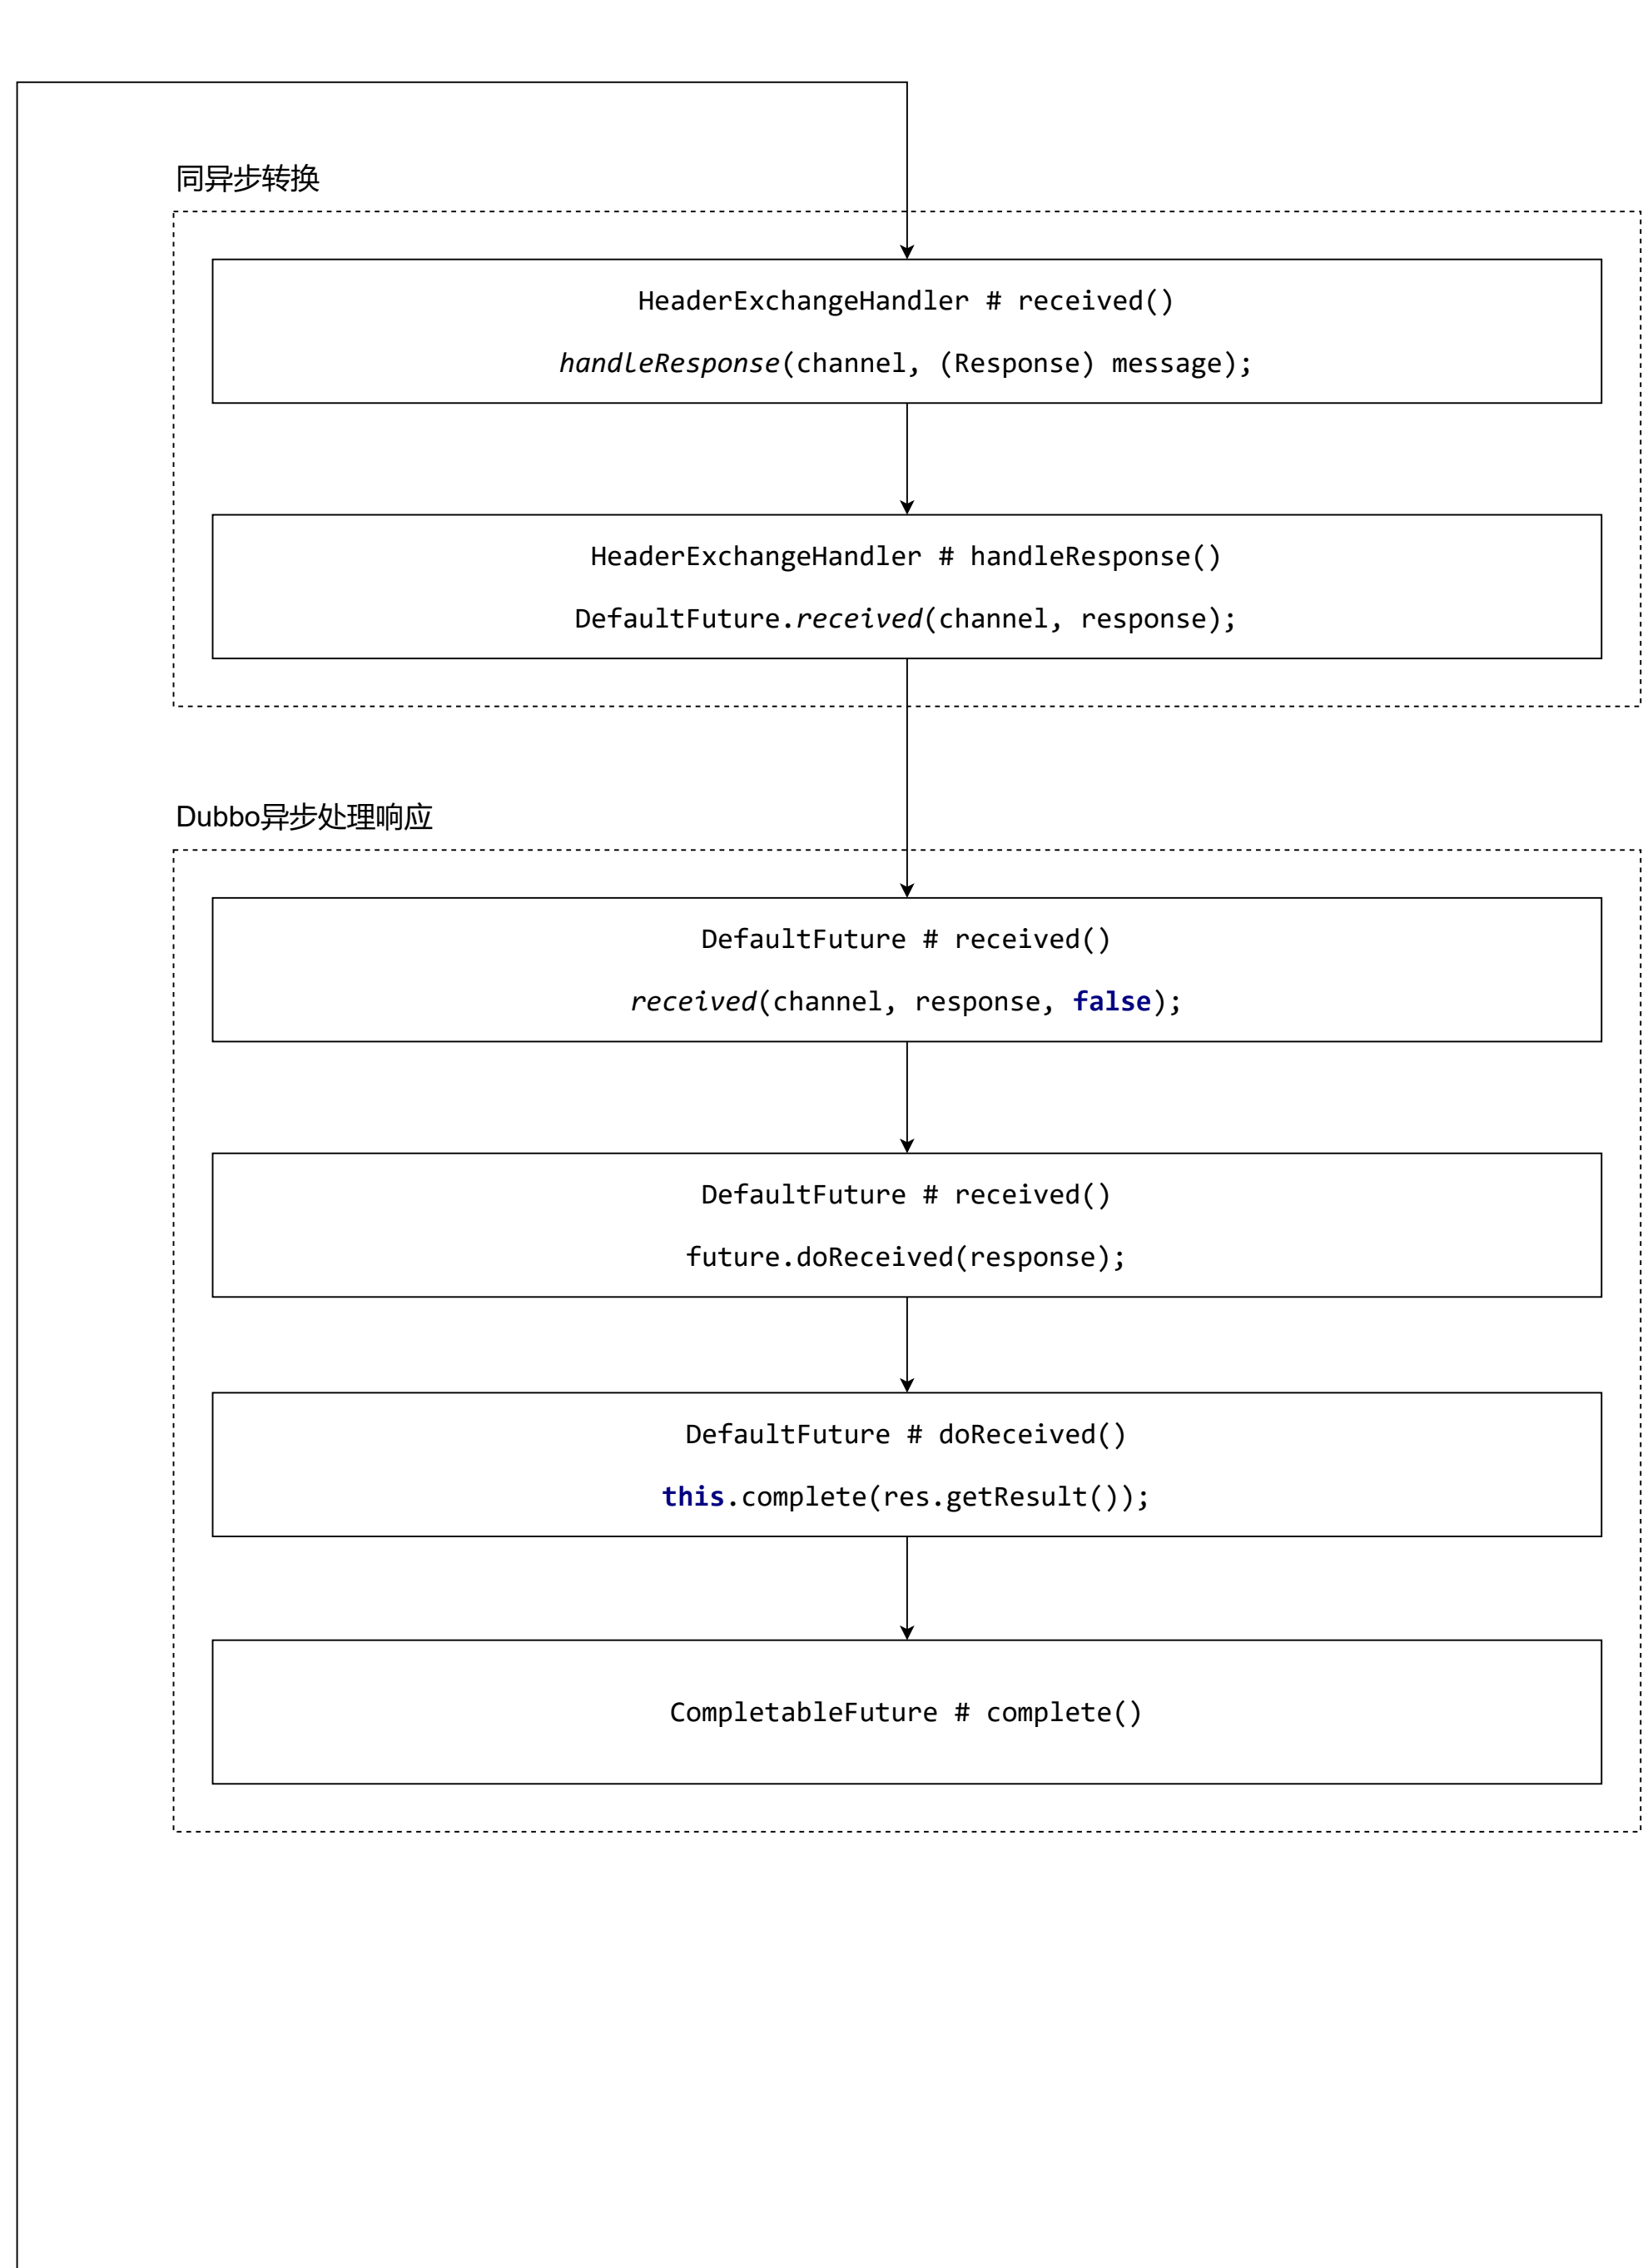 同异步转换
HeaderExchangeHandler # received()
handleResponse(channel, (Response) message);
HeaderExchangeHandler # handleResponse()
DefaultFuture.received(channel, response);
Dubbo异步处理响应
DefaultFuture # received()
received(channel, response, false);
DefaultFuture # received()
future.doReceived(response);
DefaultFuture # doReceived()
this.complete(res.getResult());
CompletableFuture # complete()